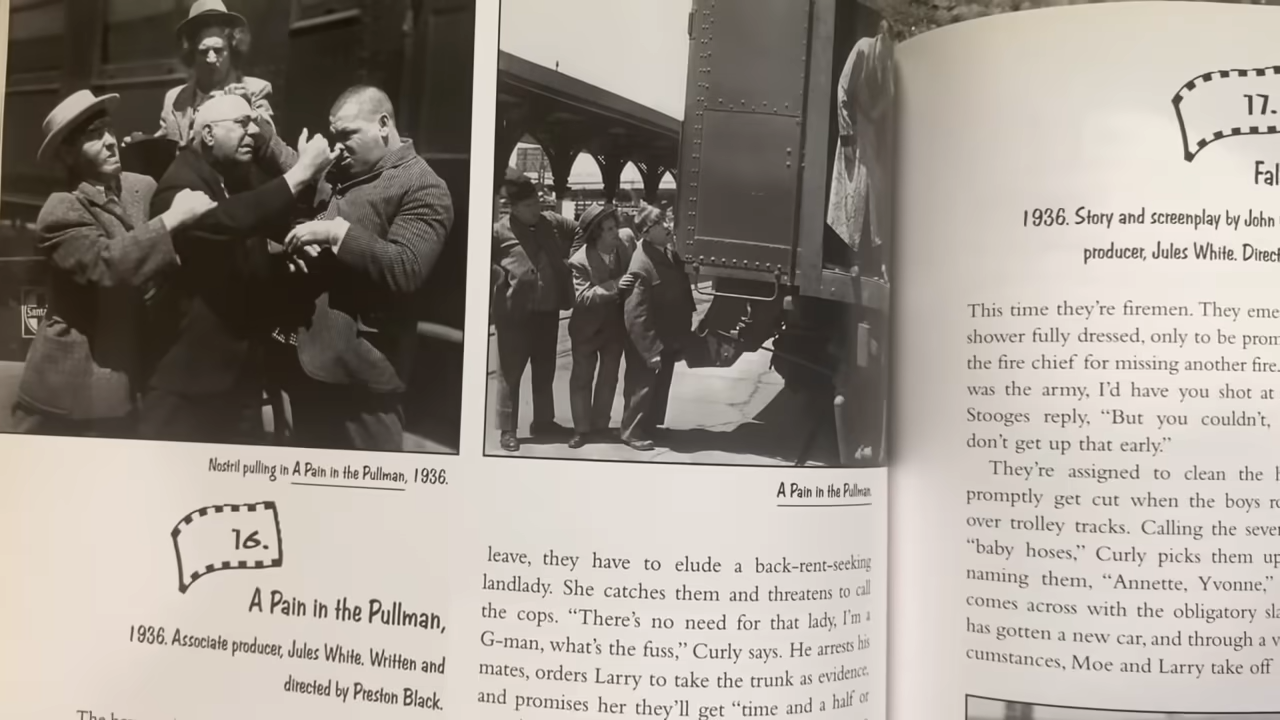 Santa
Nostril pulling in A Pain in the Pullman, 1936.
16.
A Pain in the Pullman,
1936. Associate producer, Jules White. Written and
directed by Preston Black.
A Pain in the Pullman.
leave, they have to elude a back-rent-seeking
landlady. She catches them and threatens to call
the cops. “There’s no need for that lady, I’m a
G-man, what’s the fuss,” Curly says. He arrests his
mates, orders Larry to take the trunk as evidence,
and promises her they’ll get “time and a half or
17.
Fal
1936. Story and screenplay by John
producer, Jules White. Direct
This time they’re firemen. They eme
shower fully dressed, only to be prom
the fire chief for missing another fire.
was the army, I’d have you shot at
Stooges reply, “But you couldn’t,
don’t get up that early.”
They’re assigned to clean the h
promptly get cut when the boys ro
over trolley tracks. Calling the seve
“baby hoses,” Curly picks them up
naming them, “Annette, Yvonne,”
comes across with the obligatory sl
has gotten a new car, and through a
cumstances, Moe and Larry take off